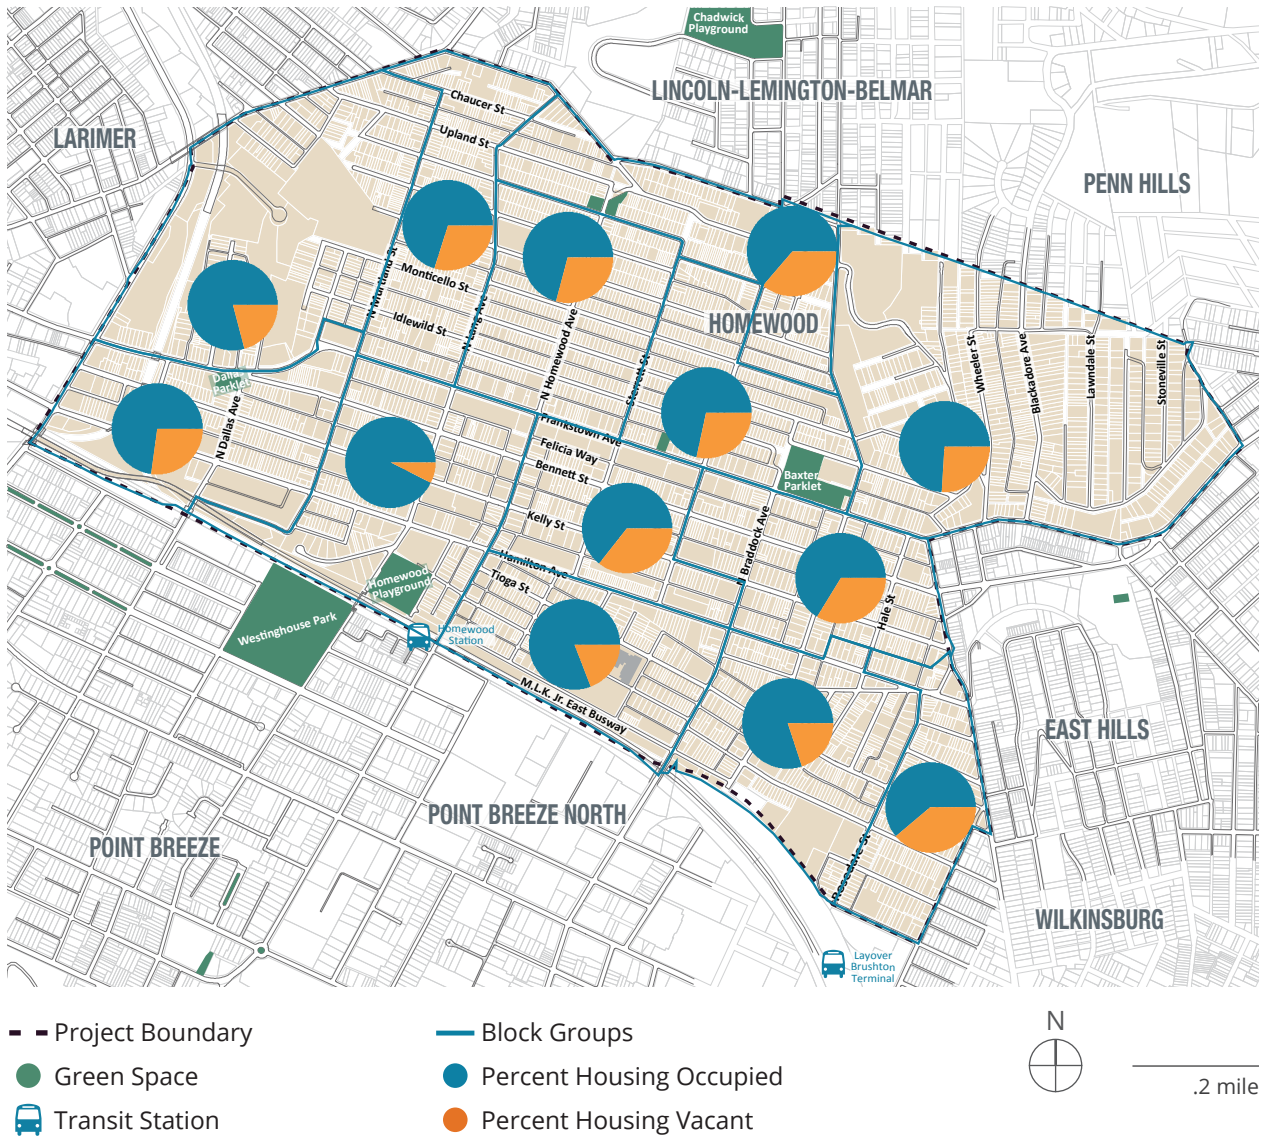 Chadwick
Playground
LINCOLN-LEMINGTON-BELMAR
LARIMER
PENN HILLS
Chaucer St
Upland St
N Murtland St
Monticello St
Idlewild St
N Lang Ave
N Homewood Ave
Sterrett St
HOMEWOOD
Wheeler St
Blackadore Ave
Lawndale St
Stoneville St
Dallas
Parklet
N Dallas Ave
Frankstown Ave
Felicia Way
Bennett St
Kelly St
Hamilton Ave
Tioga St
Baxter
Parklet
N Braddock Ave
Hale St
Homewood
Playground
Westinghouse Park
Homewood
Station
M.L.K. Jr. East Busway
EAST HILLS
POINT BREEZE NORTH
POINT BREEZE
Rosedale St
WILKINSBURG
Layover
Brushton
Terminal
Project Boundary
Green Space
Transit Station
Block Groups
Percent Housing Occupied
Percent Housing Vacant
N
.2 mile